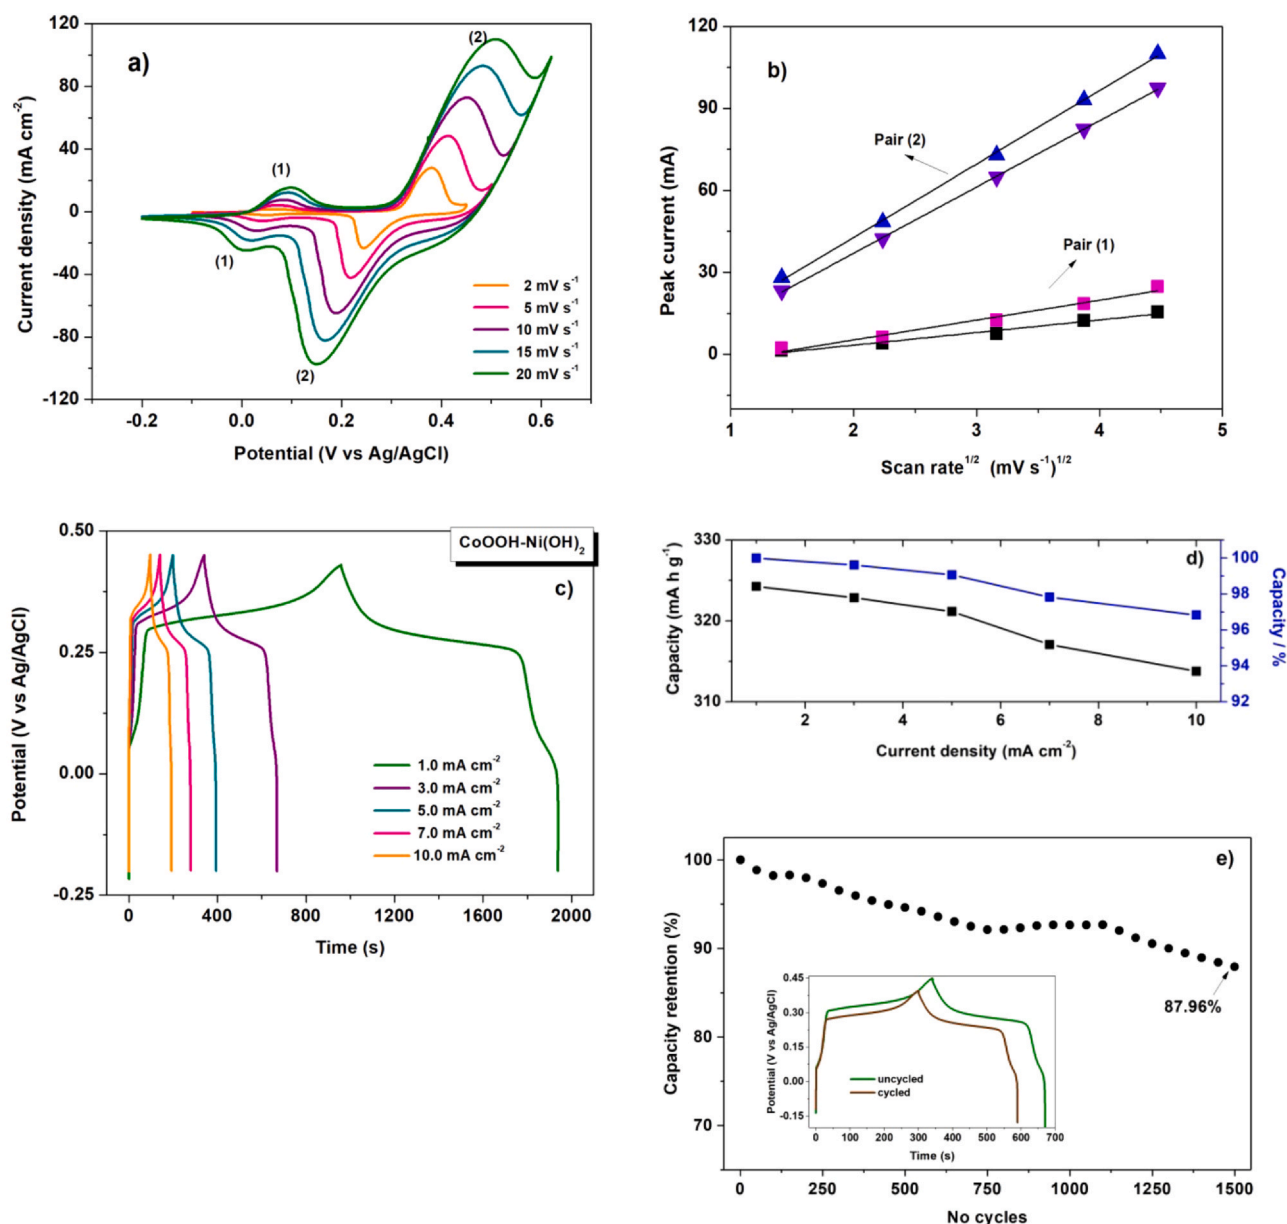 a)
Current density (mA cm⁻²)
120
80
40
0
-40
-80
-120
(1)
(2)
(1)
(2)
2 mV s⁻¹
5 mV s⁻¹
10 mV s⁻¹
15 mV s⁻¹
20 mV s⁻¹
-0.2
0.0
0.2
0.4
0.6
Potential (V vs Ag/AgCl)
b)
Peak current (mA)
120
90
60
30
0
Pair (2)
Pair (1)
1
2
3
4
5
Scan rate¹ᐟ² (mV s⁻¹)¹ᐟ²
c)
CoOOH-Ni(OH)₂
Potential (V vs Ag/AgCl)
0.50
0.25
0.00
-0.25
1.0 mA cm⁻²
3.0 mA cm⁻²
5.0 mA cm⁻²
7.0 mA cm⁻²
10.0 mA cm⁻²
0
400
800
1200
1600
2000
Time (s)
d)
Capacity (mA h g⁻¹)
330
320
310
100
98
96
94
92
Capacity / %
2
4
6
8
10
Current density (mA cm⁻²)
e)
Capacity retention (%)
100
90
80
70
87.96%
Potential (V vs Ag/AgCl)
0.45
0.30
0.15
0.00
-0.15
uncycled
cycled
0
100
200
300
400
500
600
700
Time (s)
0
250
500
750
1000
1250
1500
No cycles